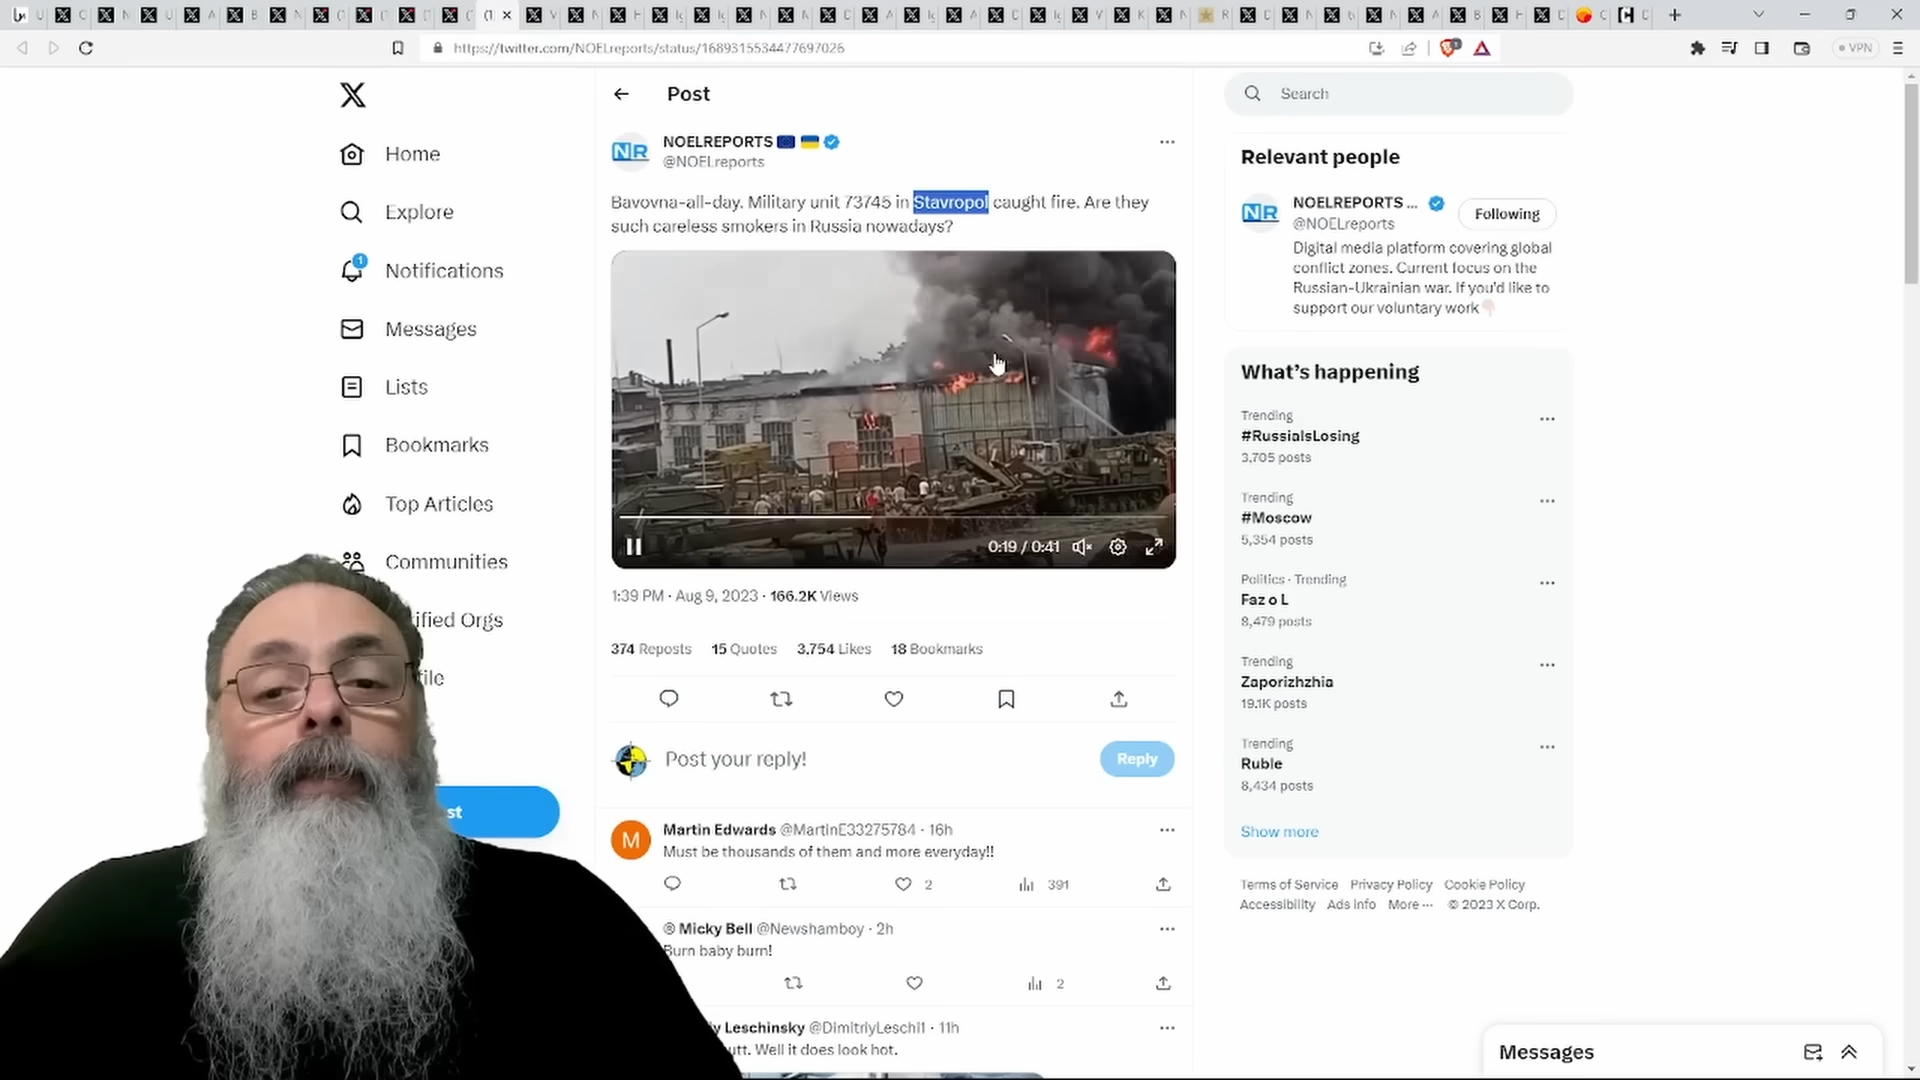 https://twitter.com/NOELreports/status/1689315534477697026
VPN
Home
Explore
1
Notifications
Messages
Lists
Bookmarks
Top Articles
Communities
ified Orgs
file
st
Post
NOELREPORTS
@NOELreports
Bavovna-all-day. Military unit 73745 in Stavropol caught fire. Are they
such careless smokers in Russia nowadays?
0:19 / 0:41
1:39 PM · Aug 9, 2023 · 166.2K Views
374 Reposts 15 Quotes 3,754 Likes 18 Bookmarks
Post your reply!
Reply
M
Martin Edwards @MartinE33275784 · 16h
Must be thousands of them and more everyday!!
2
391
® Micky Bell @Newshamboy · 2h
Burn baby burn!
2
y Leschinsky @DimitriyLeschi1 · 11h
utt. Well it does look hot.
Search
Relevant people
NR
NOELREPORTS ...
@NOELreports
Following
Digital media platform covering global
conflict zones. Current focus on the
Russian-Ukrainian war. If you'd like to
support our voluntary work
What's happening
Trending
#RussiaIsLosing
3,705 posts
Trending
#Moscow
5,354 posts
Politics · Trending
Faz o L
8,479 posts
Trending
Zaporizhzhia
19.1K posts
Trending
Ruble
8,434 posts
Show more
Terms of Service Privacy Policy Cookie Policy
Accessibility Ads info More ··· © 2023 X Corp.
Messages